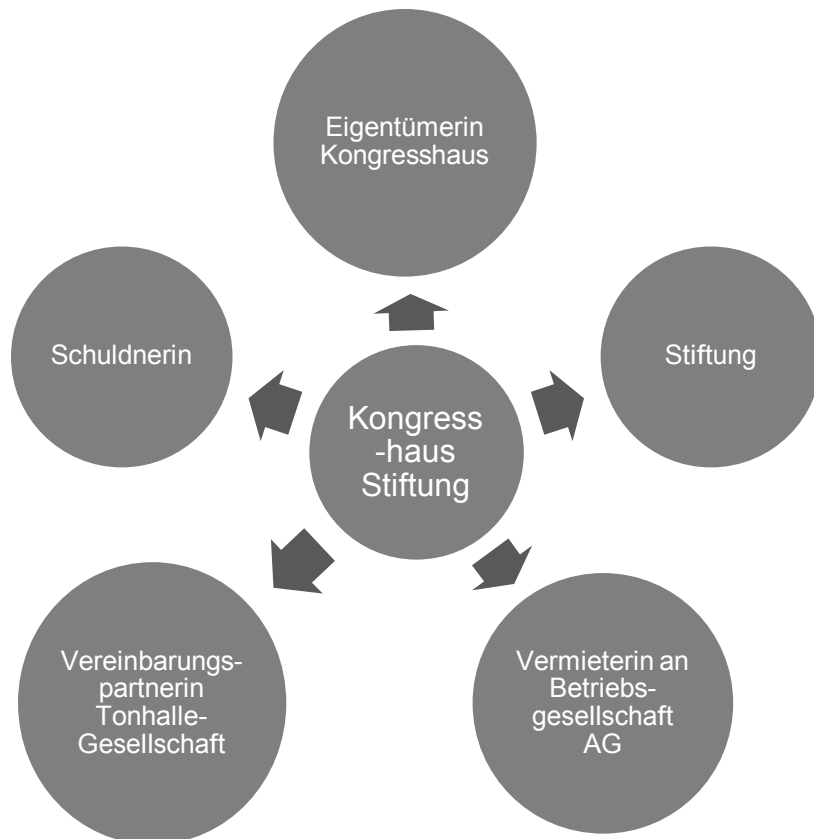 Eigentümerin
Kongresshaus
Schuldnerin
Stiftung
Kongress
-haus
Stiftung
Vereinbarungs-
partnerin
Tonhalle-
Gesellschaft
Vermieterin an
Betriebs-
gesellschaft
AG